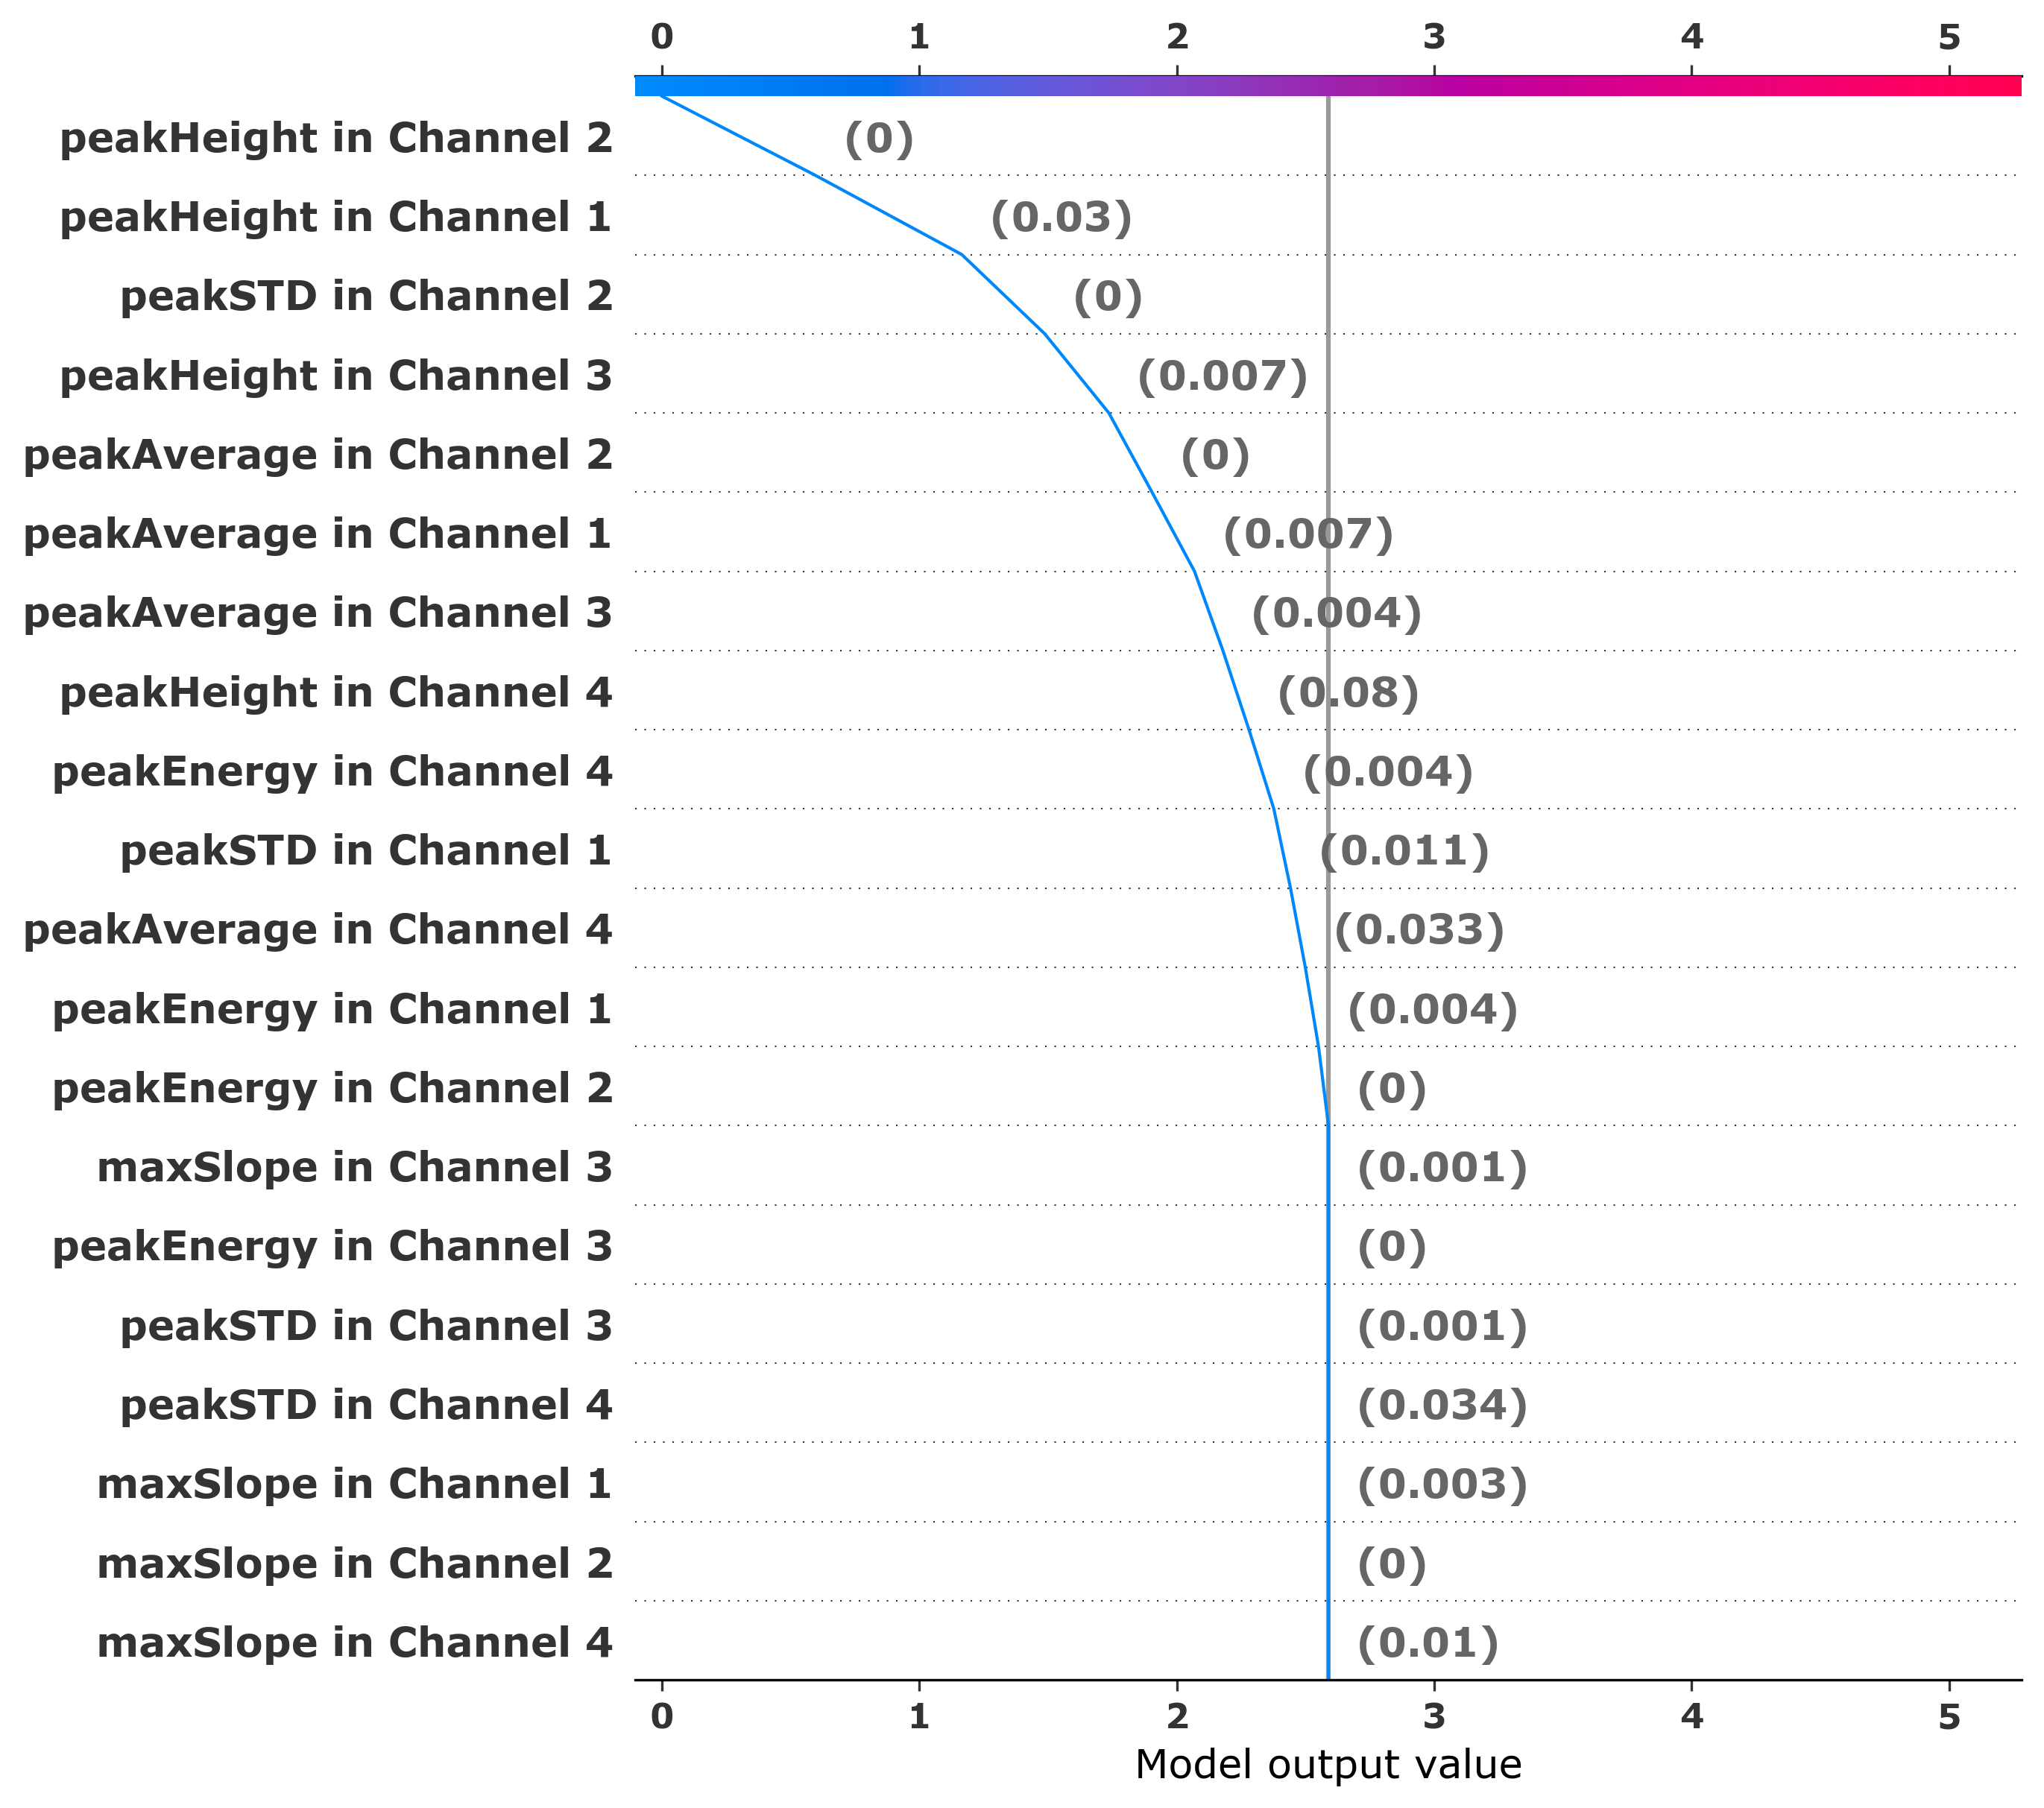 0 1 2 3 4 5
peakHeight in Channel 2 (0)
peakHeight in Channel 1 (0.03)
peakSTD in Channel 2 (0)
peakHeight in Channel 3 (0.007)
peakAverage in Channel 2 (0)
peakAverage in Channel 1 (0.007)
peakAverage in Channel 3 (0.004)
peakHeight in Channel 4 (0.08)
peakEnergy in Channel 4 (0.004)
peakSTD in Channel 1 (0.011)
peakAverage in Channel 4 (0.033)
peakEnergy in Channel 1 (0.004)
peakEnergy in Channel 2 (0)
maxSlope in Channel 3 (0.001)
peakEnergy in Channel 3 (0)
peakSTD in Channel 3 (0.001)
peakSTD in Channel 4 (0.034)
maxSlope in Channel 1 (0.003)
maxSlope in Channel 2 (0)
maxSlope in Channel 4 (0.01)
0 1 2 3 4 5
Model output value